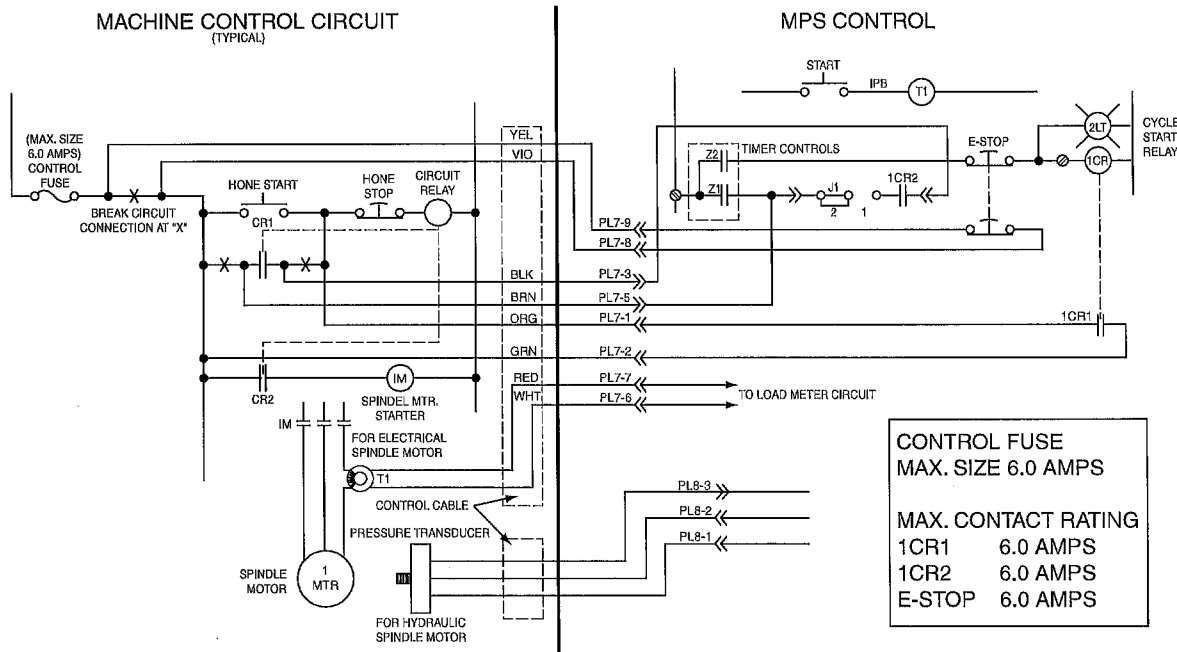 MACHINE CONTROL CIRCUIT
(TYPICAL)
MPS CONTROL
START
IPB
T1
(MAX. SIZE
6.0 AMPS)
CONTROL
FUSE
YEL
VIO
2LT
CYCLE
START
RELAY
E-STOP
1CR
Z2
TIMER CONTROLS
Z1
J1
2
1
1CR2
HONE START
HONE
STOP
CIRCUIT
RELAY
BREAK CIRCUIT
CONNECTION AT "X"
X
CR1
X
X
PL7-9
PL7-8
BLK
PL7-3
BRN
PL7-5
ORG
PL7-1
1CR1
GRN
PL7-2
RED
PL7-7
WHT
PL7-6
TO LOAD METER CIRCUIT
CR2
IM
SPINDEL MTR.
STARTER
IM
FOR ELECTRICAL
SPINDLE MOTOR
T1
CONTROL CABLE
PRESSURE TRANSDUCER
PL8-3
PL8-2
PL8-1
SPINDLE
MOTOR
1
MTR
FOR HYDRAULIC
SPINDLE MOTOR
CONTROL FUSE
MAX. SIZE 6.0 AMPS
MAX. CONTACT RATING
1CR1 6.0 AMPS
1CR2 6.0 AMPS
E-STOP 6.0 AMPS